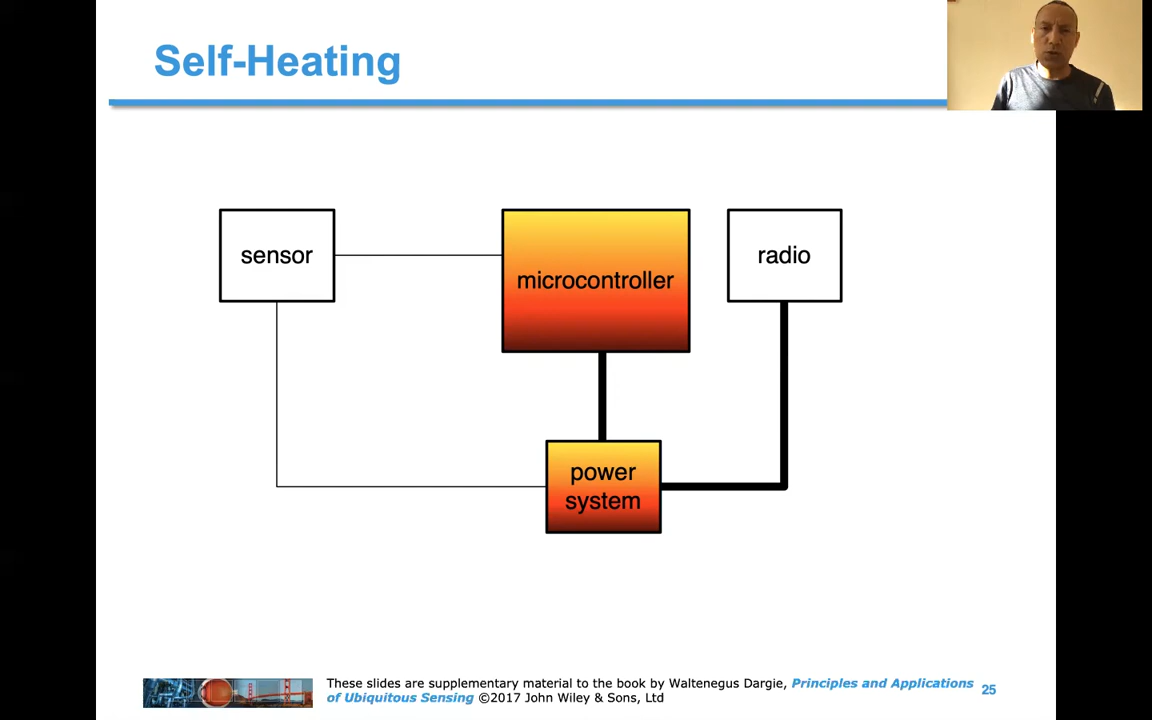 Self-Heating
sensor
microcontroller
radio
power
system
These slides are supplementary material to the book by Waltenegus Dargie, Principles and Applications
of Ubiquitous Sensing ©2017 John Wiley & Sons, Ltd
25